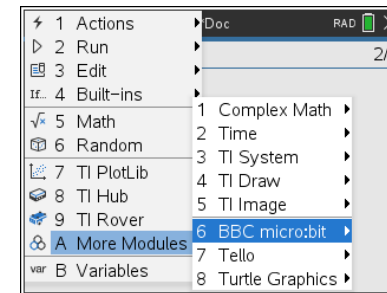 1 Actions
2 Run
3 Edit
If... 4 Built-ins
√x 5 Math
6 Random
7 TI PlotLib
8 TI Hub
9 TI Rover
A More Modules
var B Variables
1 Complex Math
2 Time
3 TI System
4 TI Draw
5 TI Image
6 BBC micro:bit
7 Tello
8 Turtle Graphics
Doc RAD
2/